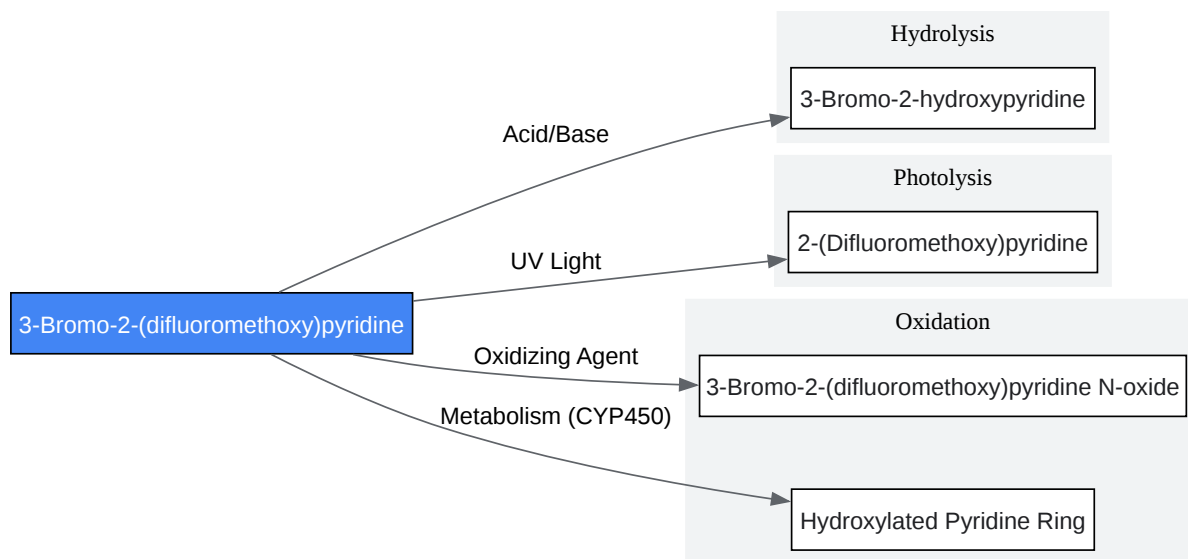 Hydrolysis
3-Bromo-2-hydroxypyridine
Acid/Base
Photolysis
2-(Difluoromethoxy)pyridine
UV Light
3-Bromo-2-(difluoromethoxy)pyridine
Oxidation
Oxidizing Agent
3-Bromo-2-(difluoromethoxy)pyridine N-oxide
Metabolism (CYP450)
Hydroxylated Pyridine Ring